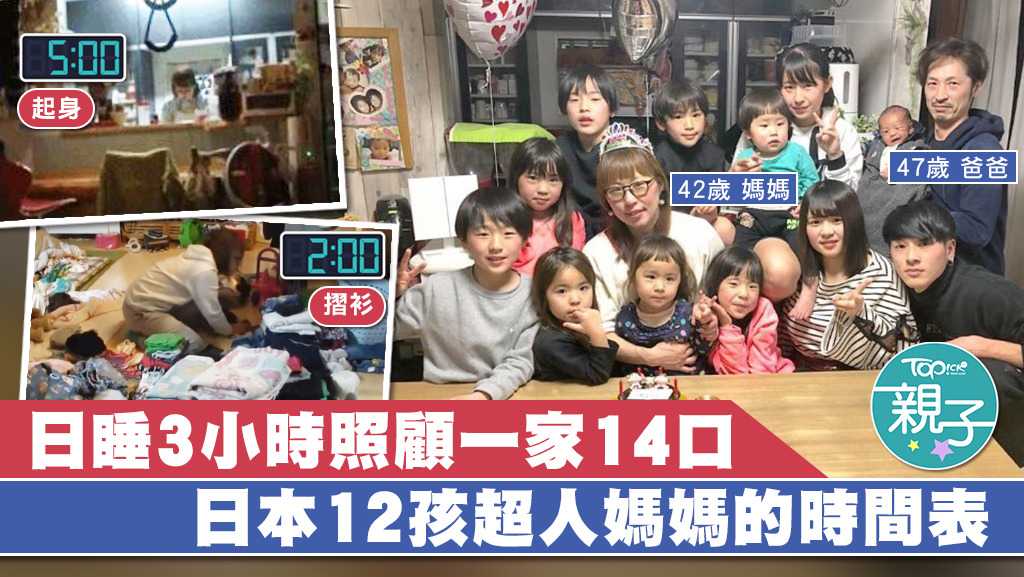 5:00
起身
2:00
摺衫
42歲 媽媽
47歲 爸爸
TOPick
親子
日睡3小時照顧一家14口
日本12孩超人媽媽的時間表